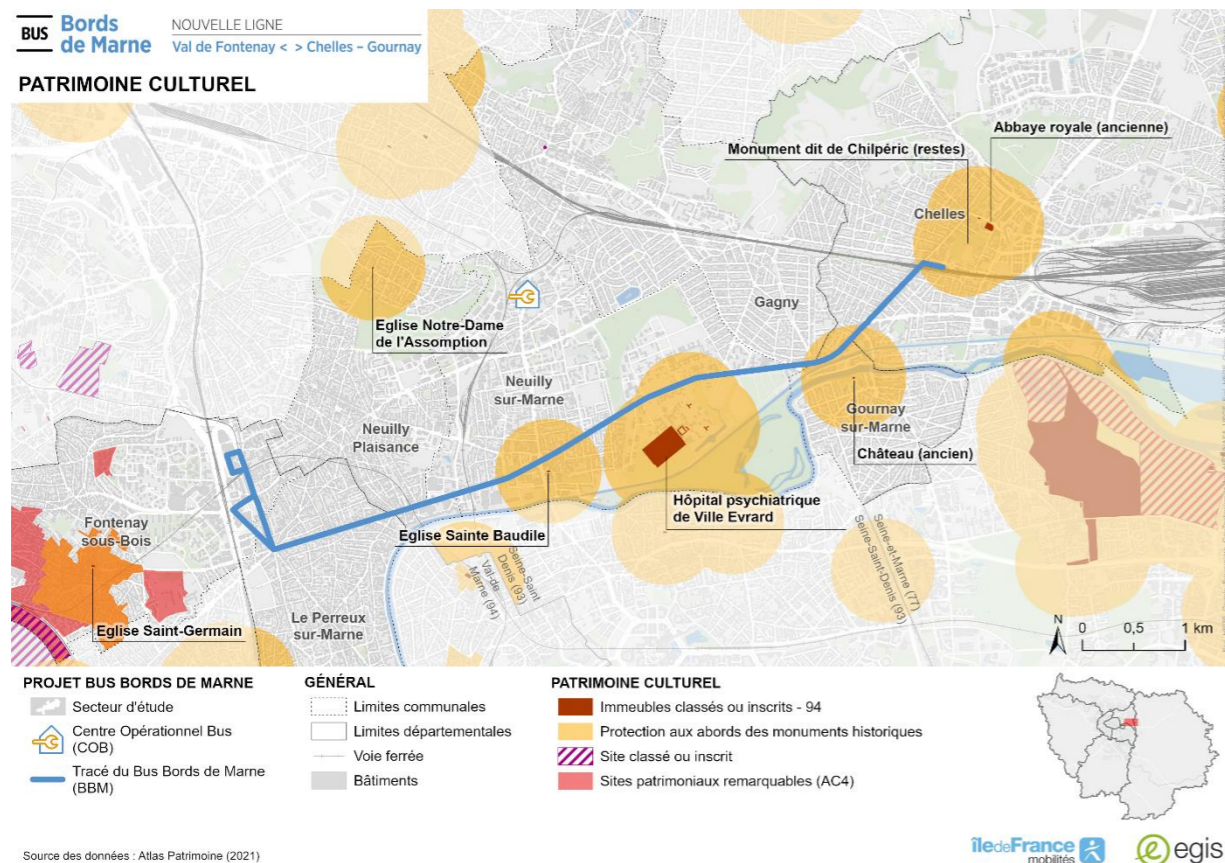 BUS
Bords
de Marne
NOUVELLE LIGNE
Val de Fontenay < > Chelles – Gournay
PATRIMOINE CULTUREL
Abbaye royale (ancienne)
Monument dit de Chilpéric (restes)
Chelles
Gagny
Eglise Notre-Dame
de l'Assomption
Neuilly
sur-Marne
Neuilly
Plaisance
Gournay
sur-Marne
Château (ancien)
Hôpital psychiatrique
de Ville Evrard
Eglise Sainte Baudile
Fontenay
sous-Bois
Seine-Saint
Denis (93)
Val-de
Marne (94)
Seine-et-Marne (77)
Seine-Saint-Denis (93)
Le Perreux
sur-Marne
Eglise Saint-Germain
N
0 0,5 1 km
PROJET BUS BORDS DE MARNE
Secteur d'étude
Centre Opérationnel Bus
(COB)
Tracé du Bus Bords de Marne
(BBM)
GÉNÉRAL
Limites communales
Limites départementales
Voie ferrée
Bâtiments
PATRIMOINE CULTUREL
Immeubles classés ou inscrits - 94
Protection aux abords des monuments historiques
Site classé ou inscrit
Sites patrimoniaux remarquables (AC4)
Source des données : Atlas Patrimoine (2021)
îledeFrance
mobilités
egis